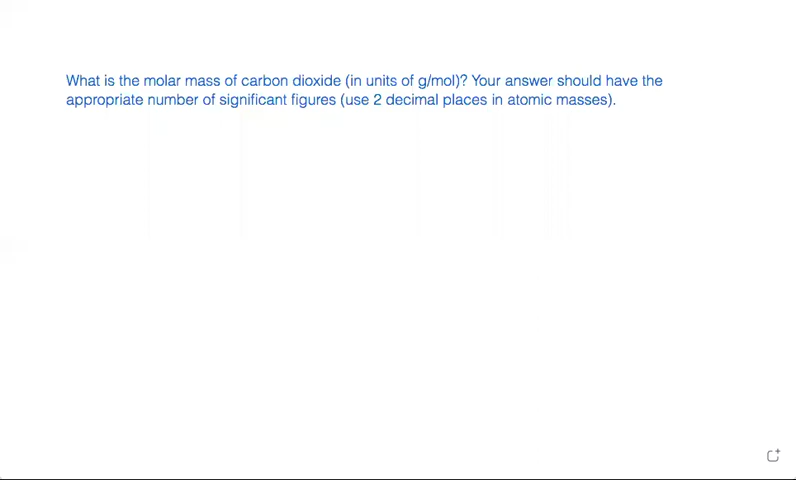 What is the molar mass of carbon dioxide (in units of g/mol)? Your answer should have the
appropriate number of significant figures (use 2 decimal places in atomic masses).